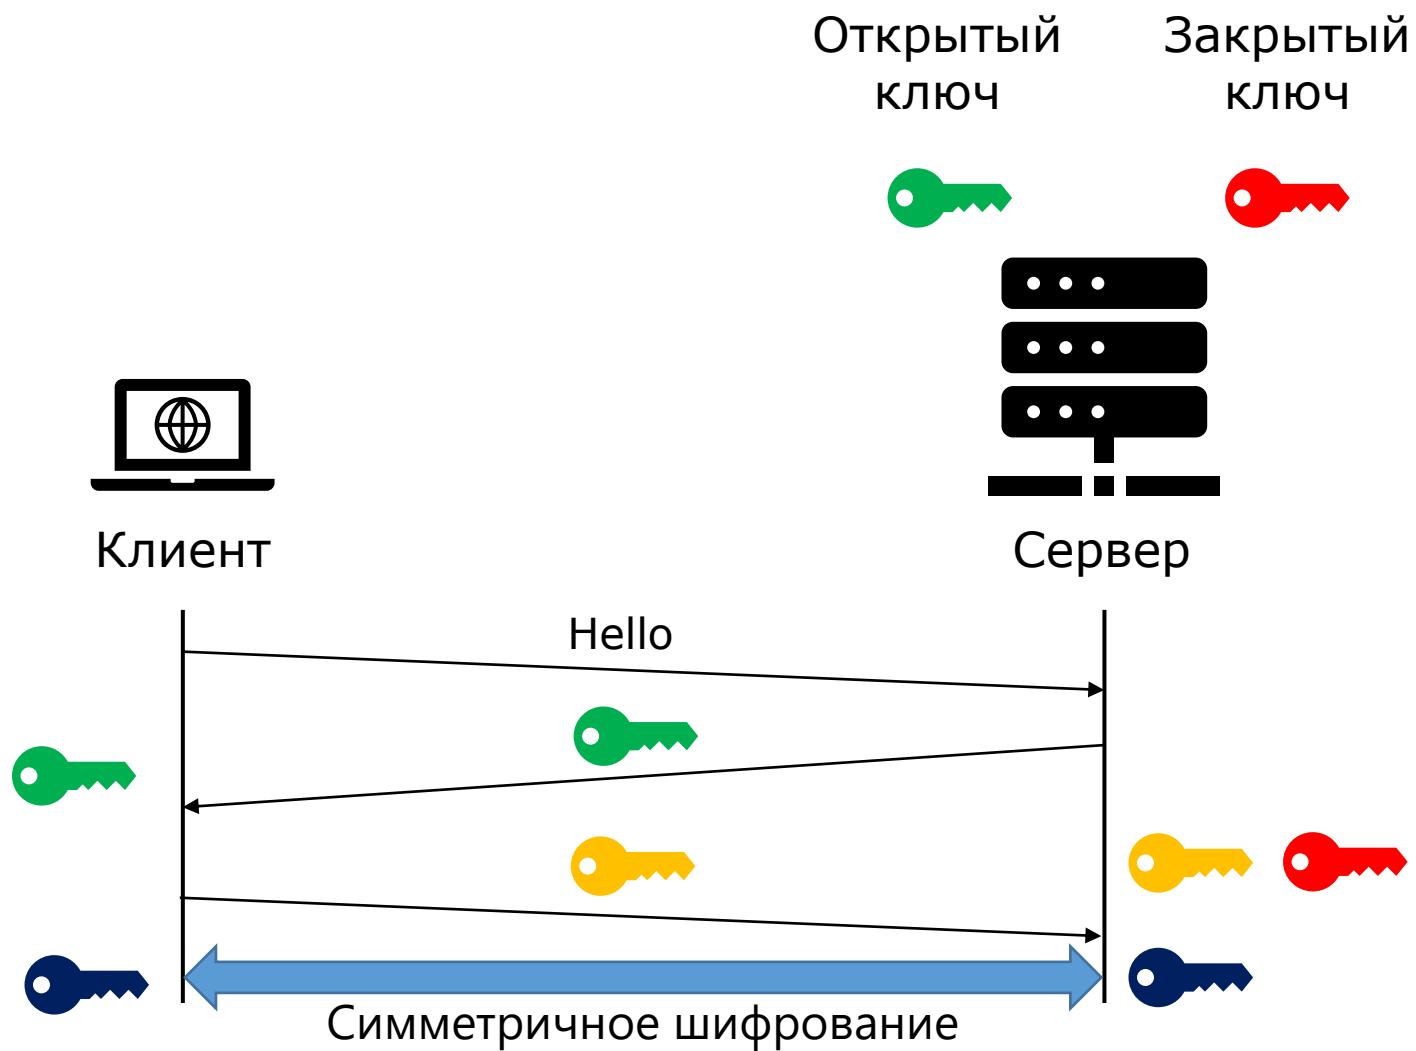 Открытый
ключ
Закрытый
ключ
Клиент
Сервер
Hello
Симметричное шифрование